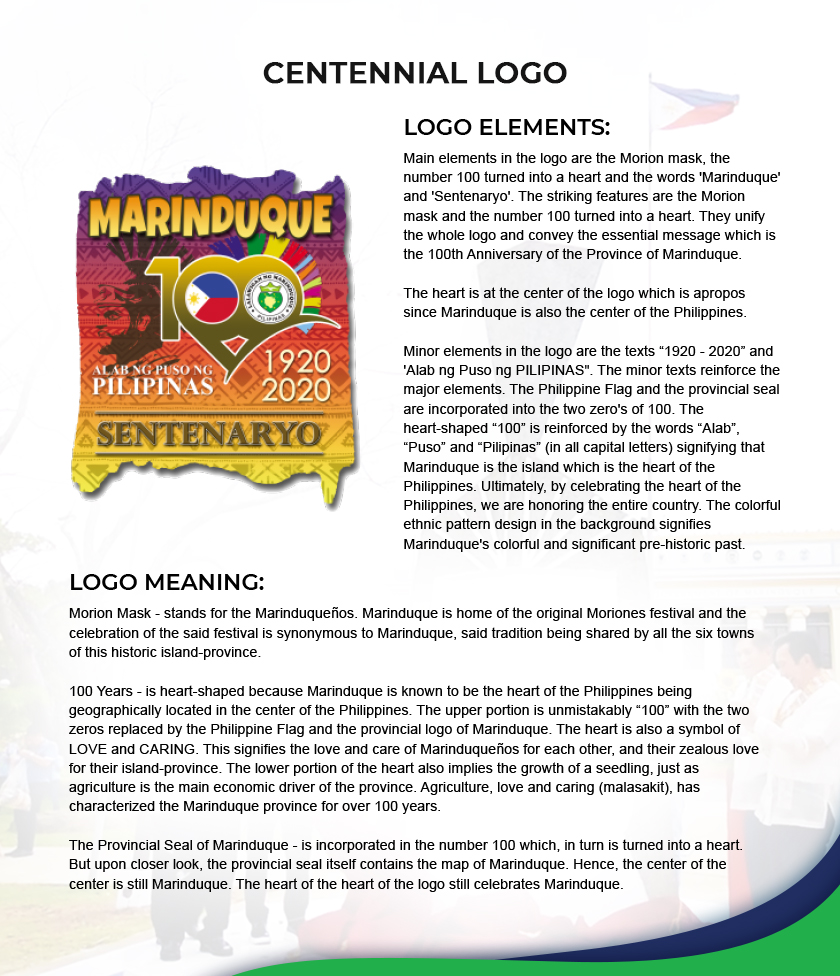 CENTENNIAL LOGO
MARINDUQUE
100
LALAWIGAN NG MARINDUQUE
PILIPINAS
ALAB NG PUSO NG
PILIPINAS
1920
2020
SENTENARYO
LOGO ELEMENTS:
Main elements in the logo are the Morion mask, the
number 100 turned into a heart and the words 'Marinduque'
and 'Sentenaryo'. The striking features are the Morion
mask and the number 100 turned into a heart. They unify
the whole logo and convey the essential message which is
the 100th Anniversary of the Province of Marinduque.
The heart is at the center of the logo which is apropos
since Marinduque is also the center of the Philippines.
Minor elements in the logo are the texts “1920 - 2020” and
'Alab ng Puso ng PILIPINAS". The minor texts reinforce the
major elements. The Philippine Flag and the provincial seal
are incorporated into the two zero's of 100. The
heart-shaped “100” is reinforced by the words “Alab”,
“Puso” and “Pilipinas” (in all capital letters) signifying that
Marinduque is the island which is the heart of the
Philippines. Ultimately, by celebrating the heart of the
Philippines, we are honoring the entire country. The colorful
ethnic pattern design in the background signifies
Marinduque's colorful and significant pre-historic past.
LOGO MEANING:
Morion Mask - stands for the Marinduqueños. Marinduque is home of the original Moriones festival and the
celebration of the said festival is synonymous to Marinduque, said tradition being shared by all the six towns
of this historic island-province.
100 Years - is heart-shaped because Marinduque is known to be the heart of the Philippines being
geographically located in the center of the Philippines. The upper portion is unmistakably “100” with the two
zeros replaced by the Philippine Flag and the provincial logo of Marinduque. The heart is also a symbol of
LOVE and CARING. This signifies the love and care of Marinduqueños for each other, and their zealous love
for their island-province. The lower portion of the heart also implies the growth of a seedling, just as
agriculture is the main economic driver of the province. Agriculture, love and caring (malasakit), has
characterized the Marinduque province for over 100 years.
The Provincial Seal of Marinduque - is incorporated in the number 100 which, in turn is turned into a heart.
But upon closer look, the provincial seal itself contains the map of Marinduque. Hence, the center of the
center is still Marinduque. The heart of the heart of the logo still celebrates Marinduque.